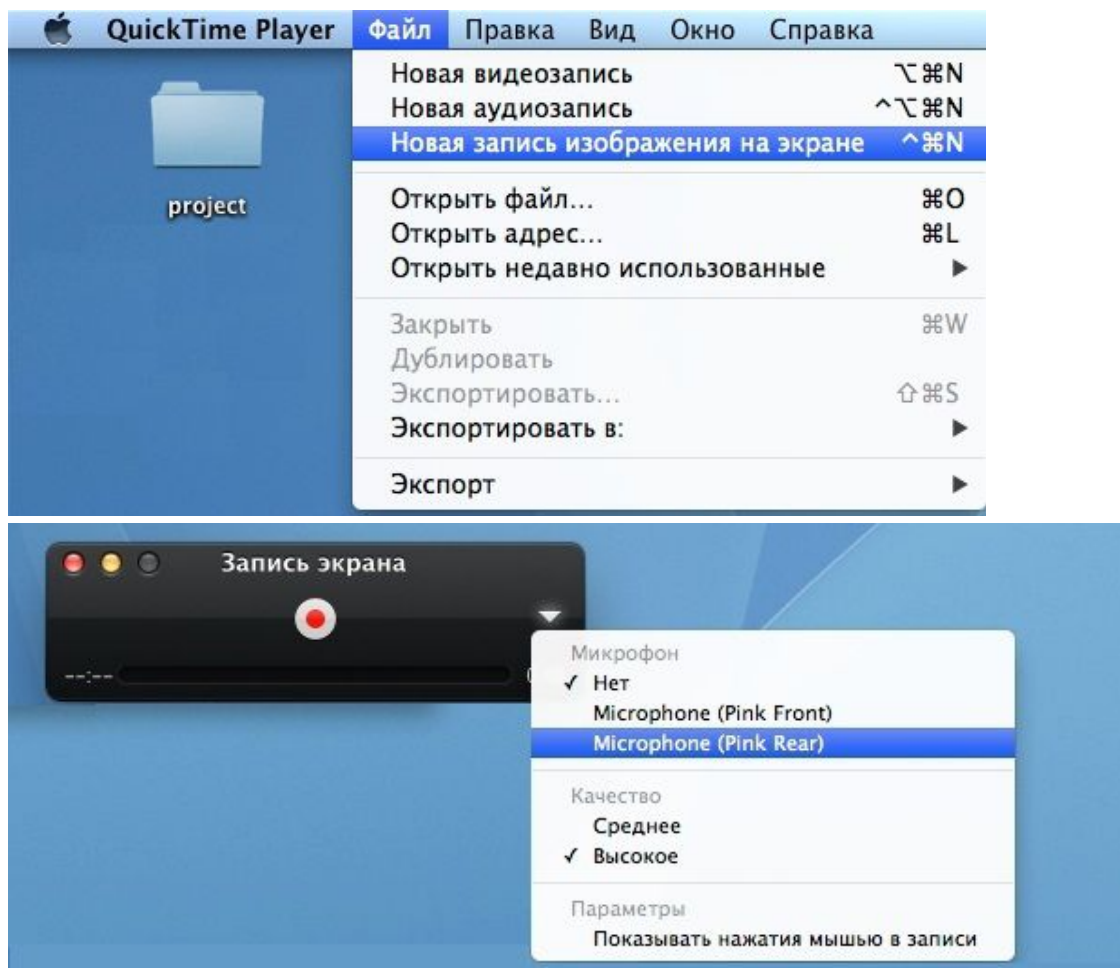 QuickTime Player Файл Правка Вид Окно Справка
Новая видеозапись ⌥⌘N
Новая аудиозапись ^⌥⌘N
Новая запись изображения на экране ^⌘N
project
Открыть файл... ⌘O
Открыть адрес... ⌘L
Открыть недавно использованные ▶
Закрыть ⌘W
Дублировать
Экспортировать... ⇧⌘S
Экспортировать в: ▶
Экспорт ▶
Запись экрана
--:--
Микрофон
✓ Нет
Microphone (Pink Front)
Microphone (Pink Rear)
Качество
Среднее
✓ Высокое
Параметры
Показывать нажатия мышью в записи